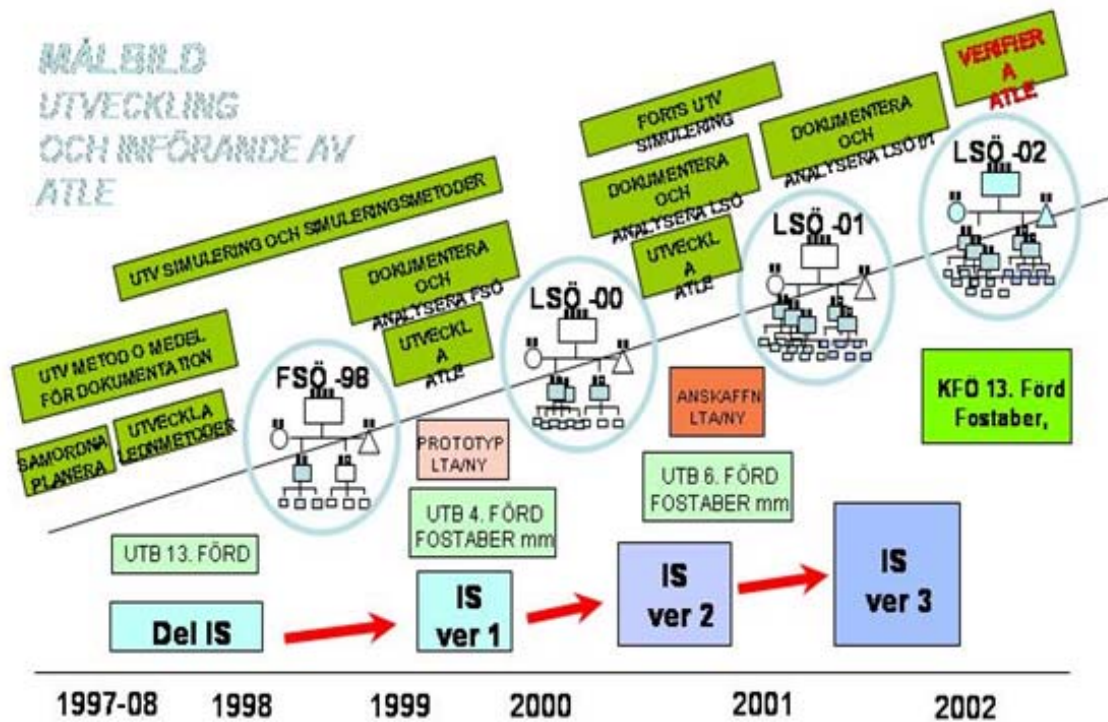 MÅLBILD
UTVECKLING
OCH INFÖRANDE AV
ATLE
VERIFIER
A
ATLE
FORTS UTV
SIMULERING
DOKUMENTERA
OCH
ANALYSERA LSÖ 01
LSÖ -02
DOKUMENTERA
OCH
ANALYSERA LSÖ
UTV SIMULERING OCH SIMULERINGSMETODER
LSÖ -01
UTVECKL
A
ATLE
DOKUMENTERA
OCH
ANALYSERA FSÖ
LSÖ -00
UTV METOD O MEDEL
FÖR DOKUMENTATION
UTVECKL
A
ATLE
FSÖ -98
UTVECKLA
LEDNMETODER
SAMORDNA
PLANERA
ANSKAFFN
LTA/NY
KFÖ 13. Förd
Fostaber,
PROTOTYP
LTA/NY
UTB 6. FÖRD
FOSTABER mm
UTB 4. FÖRD
FOSTABER mm
UTB 13. FÖRD
Del IS
IS
ver 1
IS
ver 2
IS
ver 3
1997-08
1998
1999
2000
2001
2002